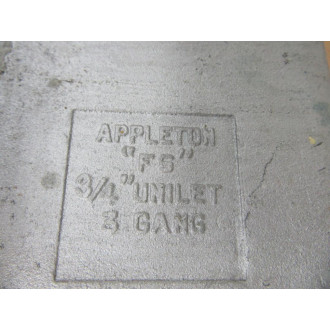 APPLETON
"FS"
3/4" UNILET
3 GANG